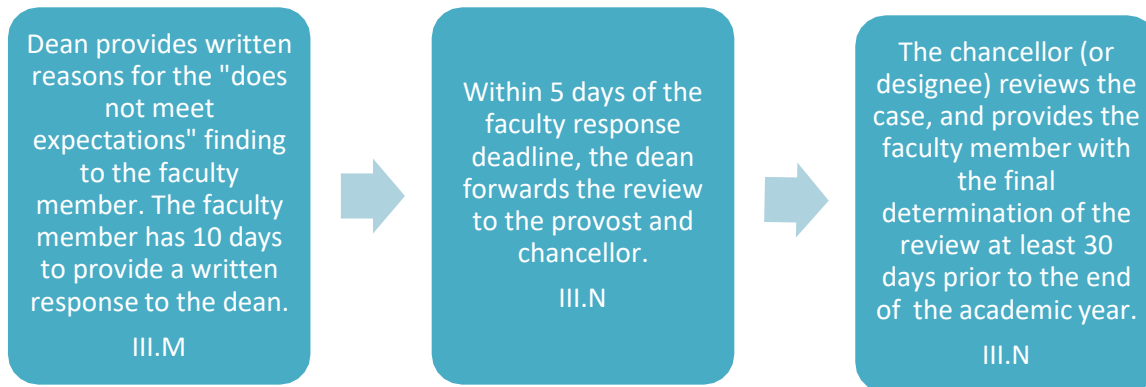 Dean provides written
reasons for the "does
not meet
expectations" finding
to the faculty
member. The faculty
member has 10 days
to provide a written
response to the dean.
III.M
Within 5 days of the
faculty response
deadline, the dean
forwards the review
to the provost and
chancellor.
III.N
The chancellor (or
designee) reviews the
case, and provides the
faculty member with
the final
determination of the
review at least 30
days prior to the end
of  the academic year.
III.N